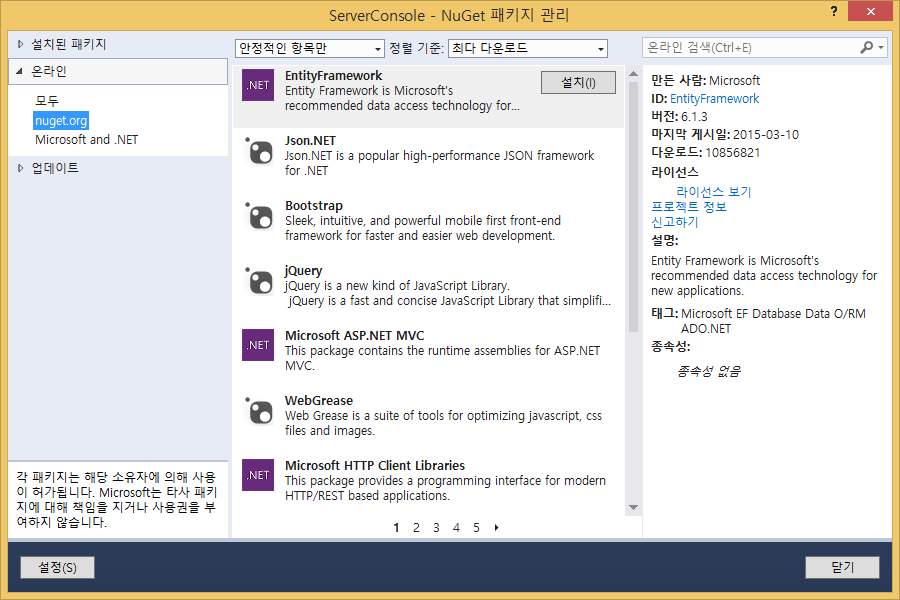 ServerConsole - NuGet 패키지 관리
?
설치된 패키지
온라인
모두
nuget.org
Microsoft and .NET
업데이트
각 패키지는 해당 소유자에 의해 사용
이 허가됩니다. Microsoft는 타사 패키
지에 대해 책임을 지거나 사용권을 부
여하지 않습니다.
안정적인 항목만
정렬 기준:
최다 다운로드
.NET
EntityFramework
Entity Framework is Microsoft's
recommended data access technology for...
설치(I)
Json.NET
Json.NET is a popular high-performance JSON framework
for .NET
Bootstrap
Sleek, intuitive, and powerful mobile first front-end
framework for faster and easier web development.
jQuery
jQuery is a new kind of JavaScript Library.
jQuery is a fast and concise JavaScript Library that simplifi...
.NET
Microsoft ASP.NET MVC
This package contains the runtime assemblies for ASP.NET
MVC.
WebGrease
Web Grease is a suite of tools for optimizing javascript, css
files and images.
.NET
Microsoft HTTP Client Libraries
This package provides a programming interface for modern
HTTP/REST based applications.
1 2 3 4 5
온라인 검색(Ctrl+E)
만든 사람: Microsoft
ID: EntityFramework
버전: 6.1.3
마지막 게시일: 2015-03-10
다운로드: 10856821
라이선스
라이선스 보기
프로젝트 정보
신고하기
설명:
Entity Framework is Microsoft's
recommended data access technology for
new applications.
태그: Microsoft EF Database Data O/RM
ADO.NET
종속성:
종속성 없음
설정(S)
닫기